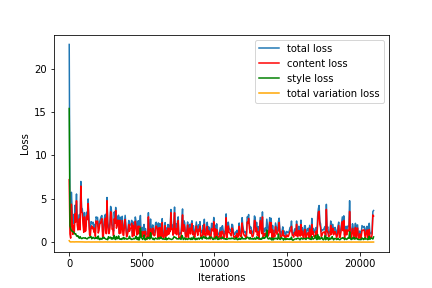 total loss
content loss
style loss
total variation loss
Loss
20
15
10
5
0
0
5000
10000
15000
20000
Iterations